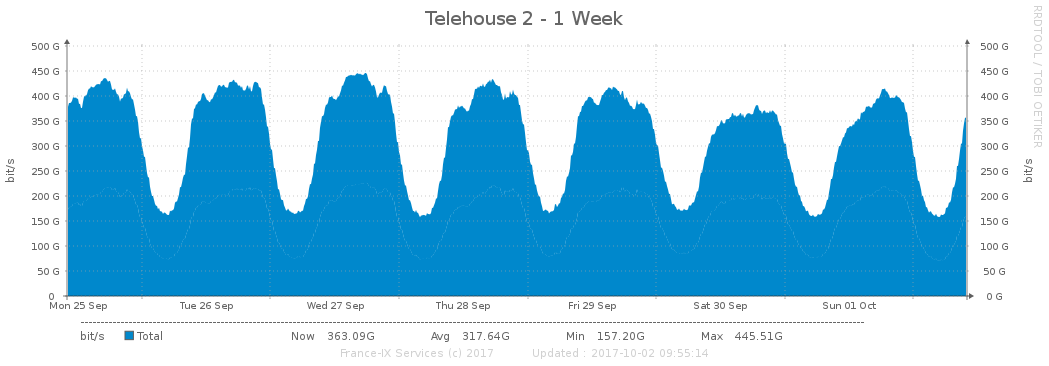 Telehouse 2 - 1 Week
RRDTOOL / TOBI OETIKER
bit/s
500 G
450 G
400 G
350 G
300 G
250 G
200 G
150 G
100 G
50 G
0
500 G
450 G
400 G
350 G
300 G
250 G
200 G
150 G
100 G
50 G
0 G
bit/s
Mon 25 Sep Tue 26 Sep Wed 27 Sep Thu 28 Sep Fri 29 Sep Sat 30 Sep Sun 01 Oct
bit/s Total Now 363.09G Avg 317.64G Min 157.20G Max 445.51G
France-IX Services (c) 2017 Updated : 2017-10-02 09:55:14